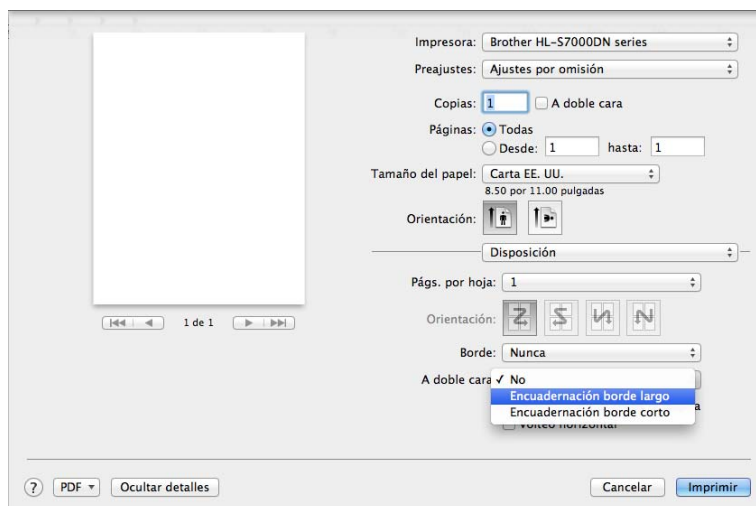 Impresora: Brother HL-S7000DN series
Preajustes: Ajustes por omisión
Copias: 1 A doble cara
Páginas: Todas
Desde: 1 hasta: 1
Tamaño del papel: Carta EE. UU.
8.50 por 11.00 pulgadas
Orientación:
Disposición
Págs. por hoja: 1
1 de 1
Orientación:
Borde: Nunca
A doble cara ✓ No
Encuadernación borde largo
Encuadernación borde corto
Volteo horizontal
? PDF Ocultar detalles Cancelar Imprimir